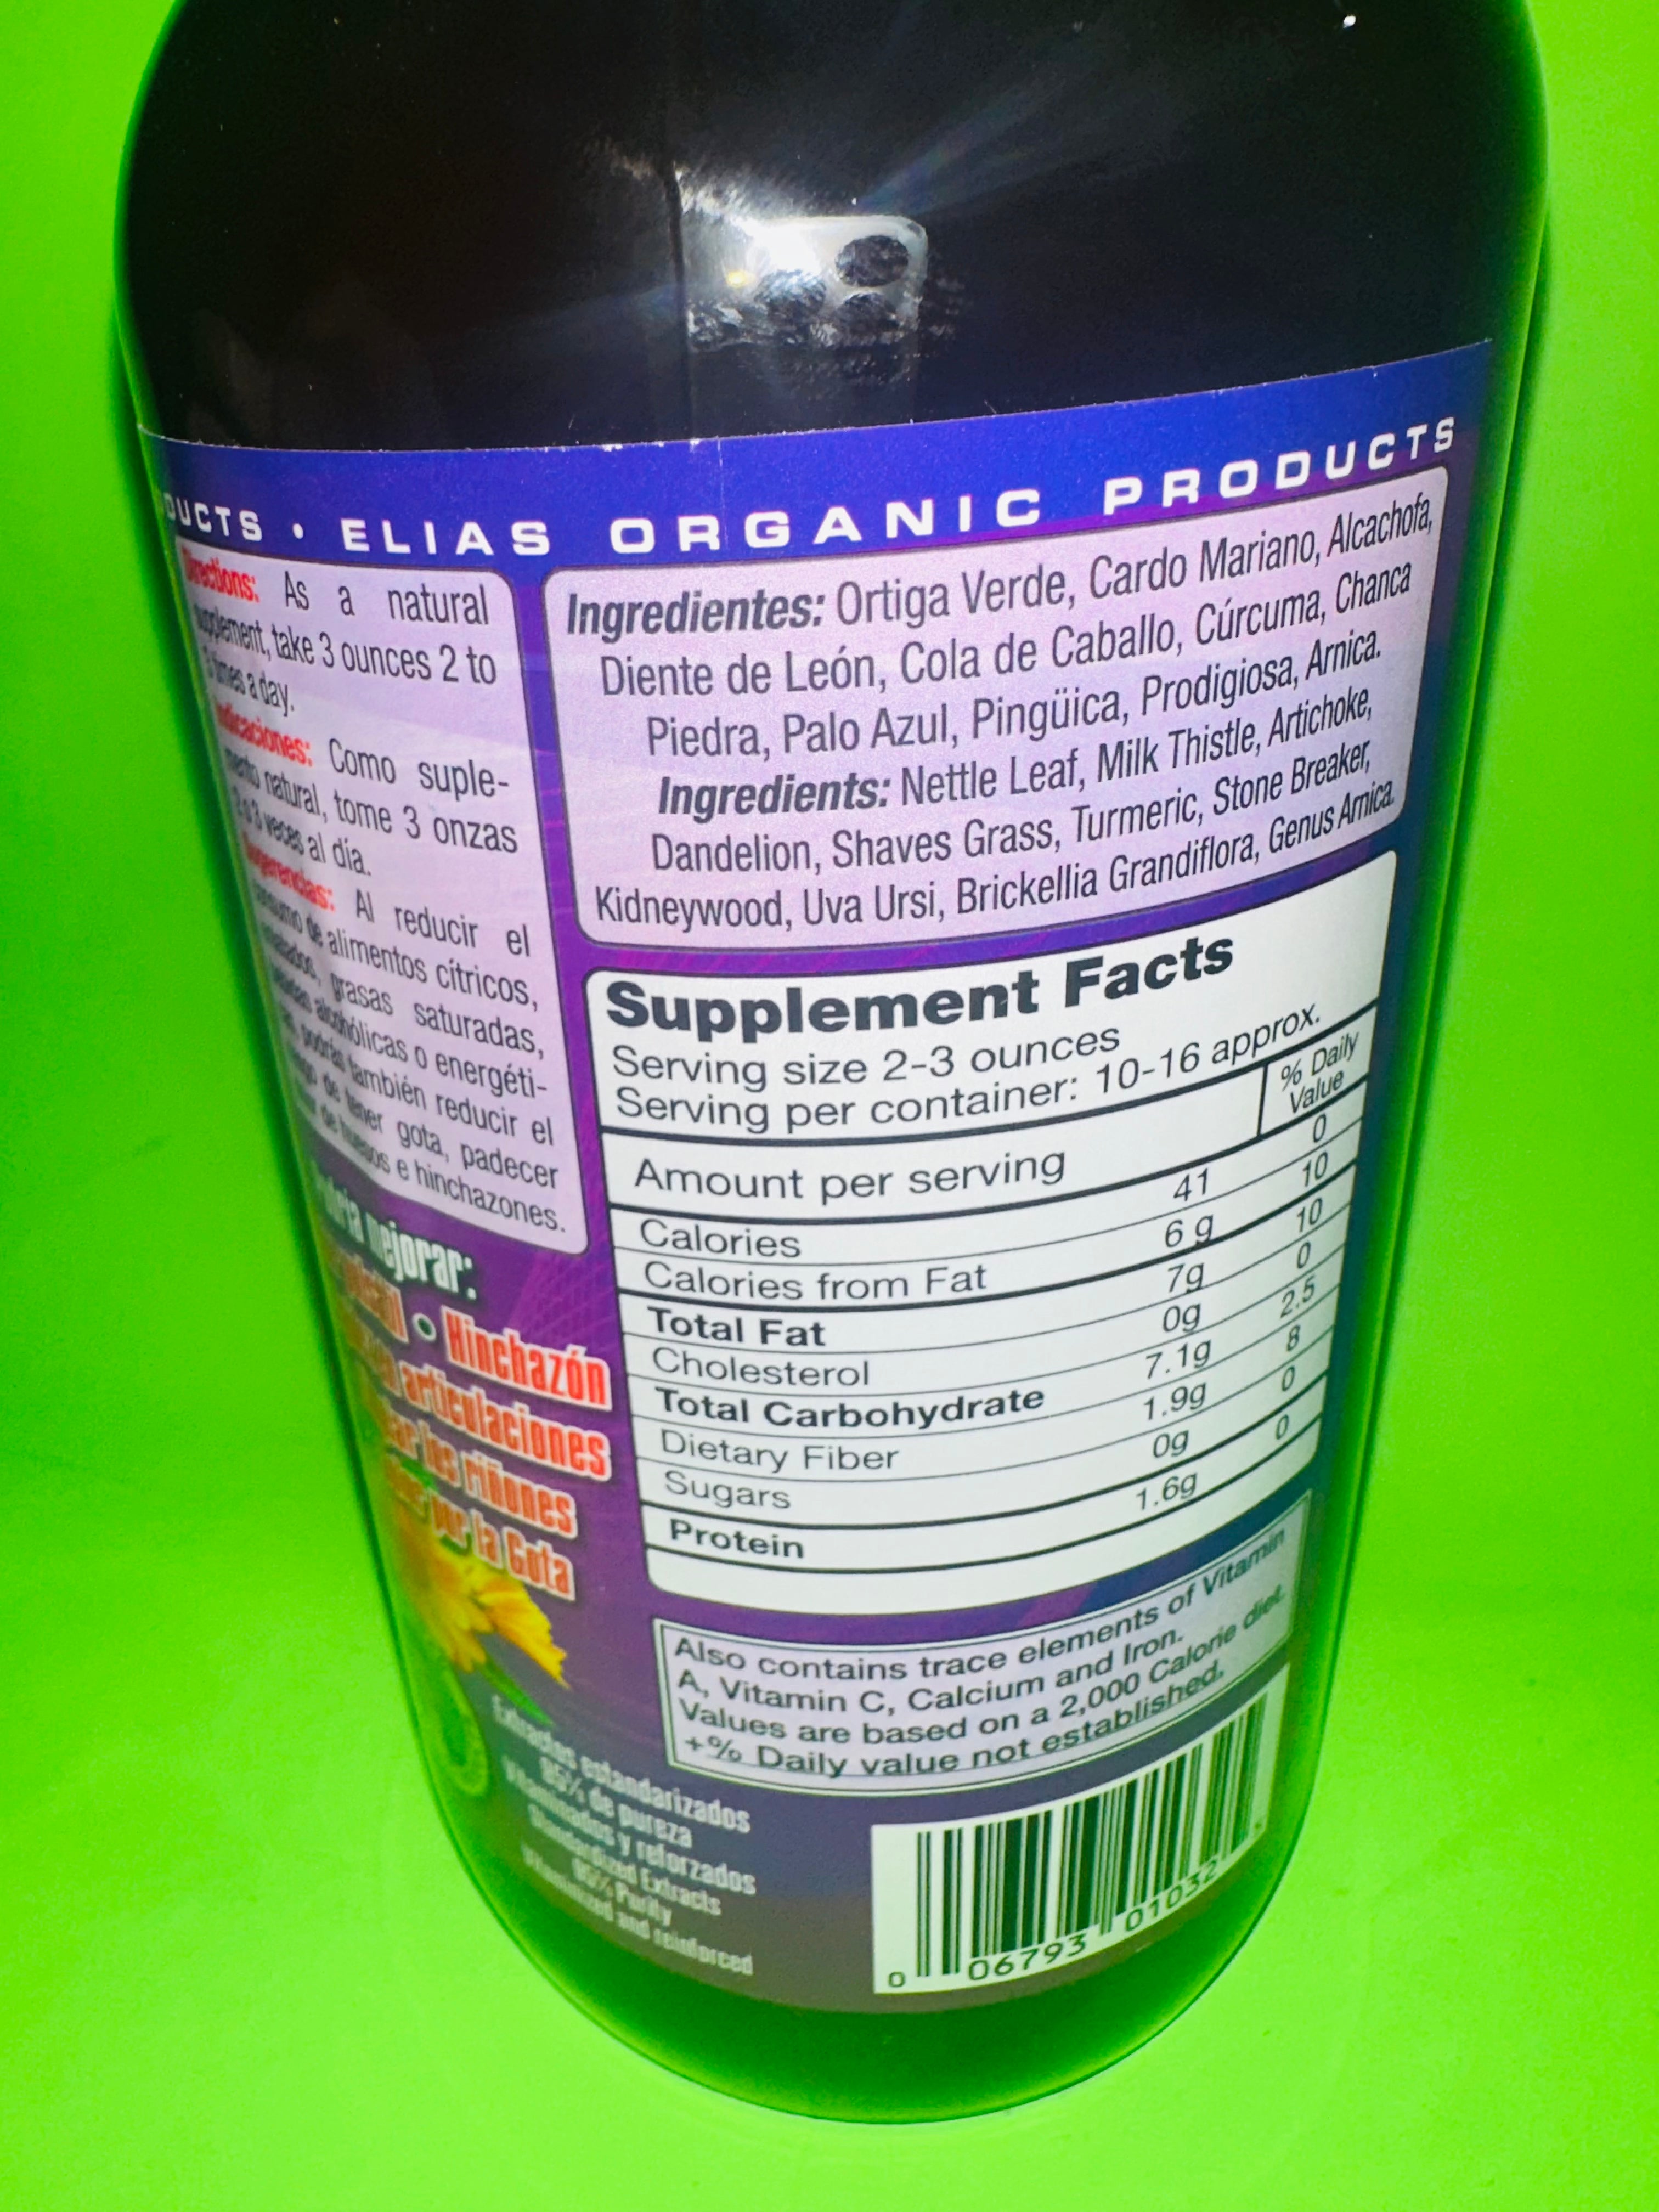 DUCTS • ELIAS ORGANIC PRODUCTS
Directions: As a natural
supplement, take 3 ounces 2 to
3 times a day.
Indicaciones: Como suple-
mento natural, tome 3 onzas
2 o 3 veces al día.
Sugerencias: Al reducir el
consumo de alimentos cítricos,
enlatados, grasas saturadas,
bebidas alcohólicas o energéti-
cas, podrás también reducir el
riesgo de tener gota, padecer
de huesos e hinchazones.
mejorar:
• Hinchazón
articulaciones
los riñones
por la Gota
Extractos estandarizados
95% de pureza
Vitaminados y reforzados
Standardized Extracts
95% Purity
Vitaminized and reinforced
Ingredientes: Ortiga Verde, Cardo Mariano, Alcachofa,
Diente de León, Cola de Caballo, Cúrcuma, Chanca
Piedra, Palo Azul, Pingüica, Prodigiosa, Arnica.
Ingredients: Nettle Leaf, Milk Thistle, Artichoke,
Dandelion, Shaves Grass, Turmeric, Stone Breaker,
Kidneywood, Uva Ursi, Brickellia Grandiflora, Genus Arnica.
Supplement Facts
Serving size 2-3 ounces
Serving per container: 10-16 approx.
% Daily
Value
Amount per serving
Calories 41 0
Calories from Fat 6 g 10
Total Fat 7g 10
Cholesterol 0g 0
Total Carbohydrate 7.1g 2.5
Dietary Fiber 1.9g 8
Sugars 0g 0
Protein 1.6g 0
Also contains trace elements of Vitamin
A, Vitamin C, Calcium and Iron.
Values are based on a 2,000 Calorie diet.
+% Daily value not established.
0 06793 01032